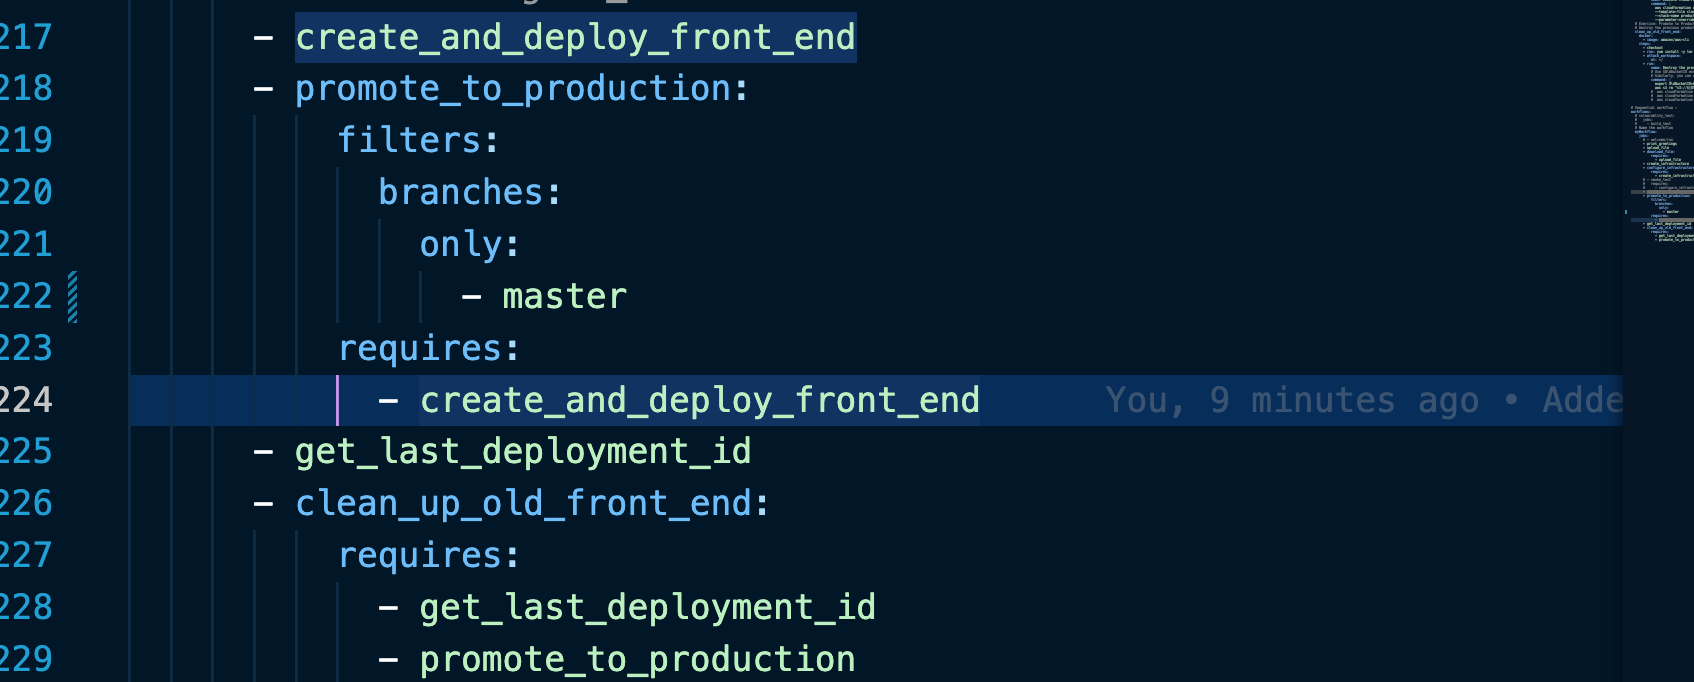 217 - create_and_deploy_front_end
218 - promote_to_production:
219 filters:
220 branches:
221 only:
222 - master
223 requires:
224 - create_and_deploy_front_end You, 9 minutes ago • Adde
225 - get_last_deployment_id
226 - clean_up_old_front_end:
227 requires:
228 - get_last_deployment_id
229 - promote_to_production